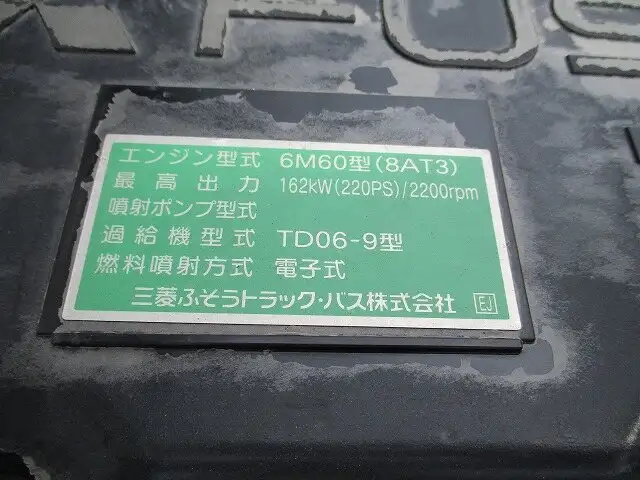 FUS
エンジン型式 6M60型(8AT3)
最高出力 162kW(220PS)/2200rpm
噴射ポンプ型式
過給機型式 TD06-9型
燃料噴射方式 電子式
三菱ふそうトラック・バス株式会社 EJ